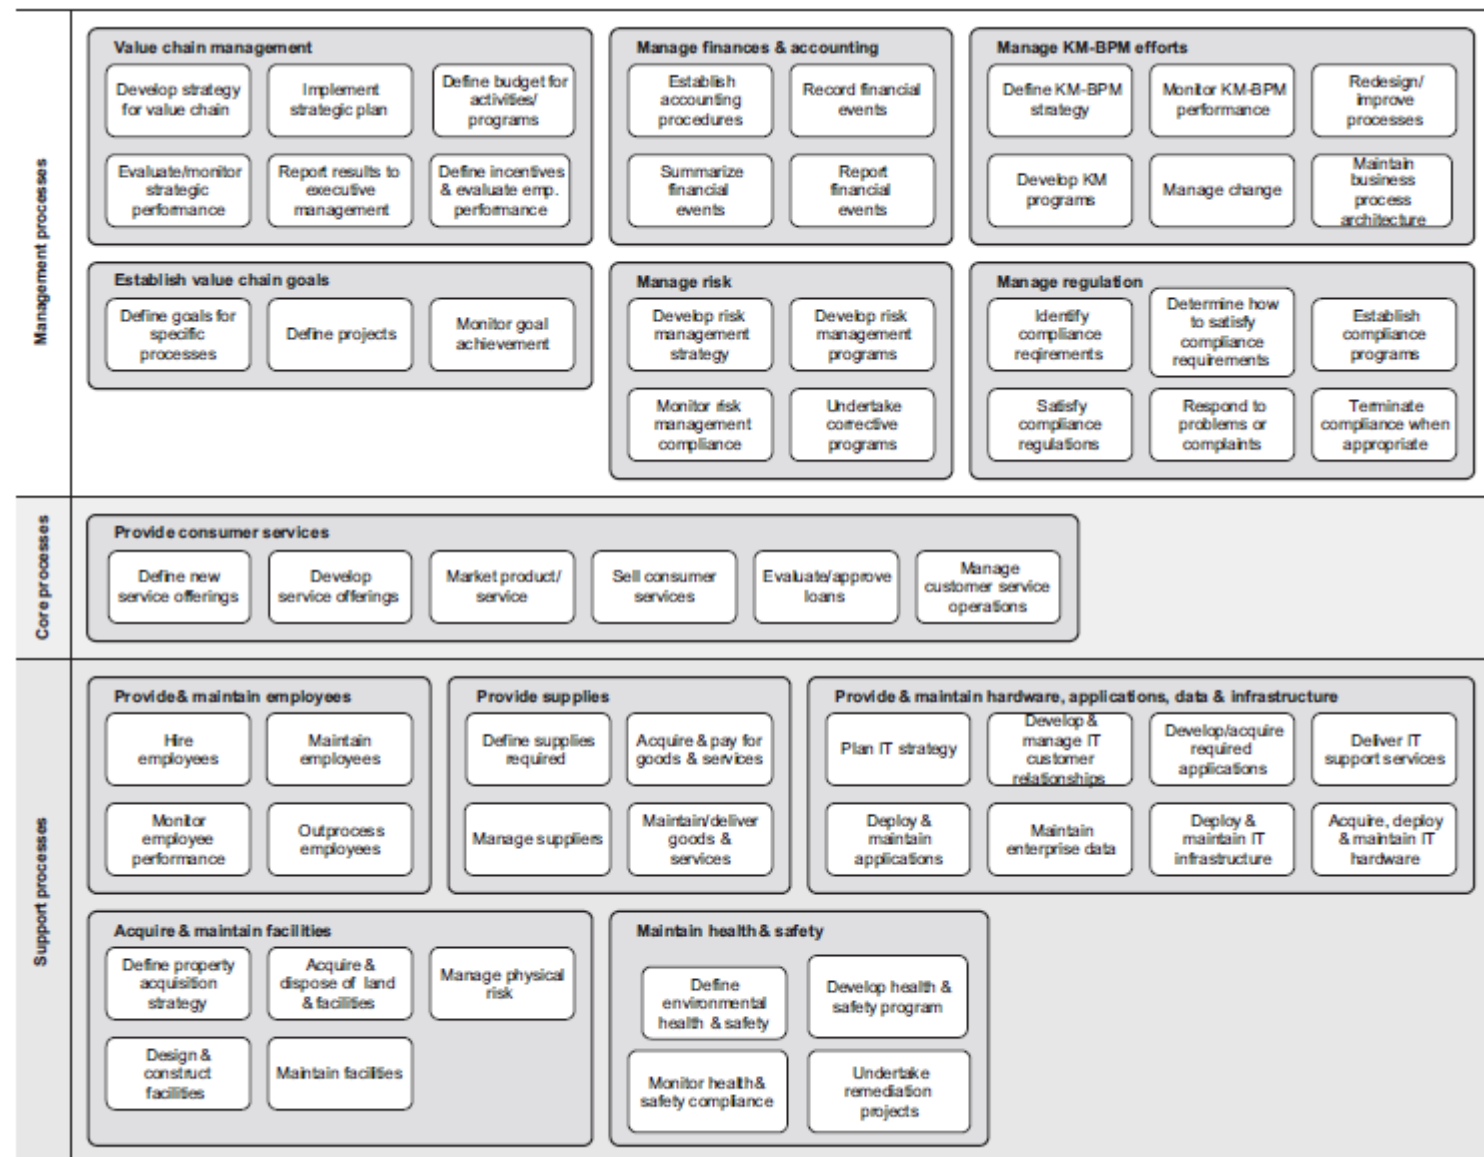 Management processes
Value chain management
Develop strategy
for value chain
Implement
strategic plan
Define budget for
activities/
programs
Evaluate/monitor
strategic
performance
Report results to
executive
management
Define incentives
& evaluate emp.
performance
Manage finances & accounting
Establish
accounting
procedures
Record financial
events
Summarize
financial
events
Report
financial
events
Manage KM-BPM efforts
Define KM-BPM
strategy
Monitor KM-BPM
performance
Redesign/
improve
processes
Develop KM
programs
Manage change
Maintain
business
process
architecture
Establish value chain goals
Define goals for
specific
processes
Define projects
Monitor goal
achievement
Manage risk
Develop risk
management
strategy
Develop risk
management
programs
Monitor risk
management
compliance
Undertake
corrective
programs
Manage regulation
Identify
compliance
reqirements
Determine how
to satisfy
compliance
requirements
Establish
compliance
programs
Satisfy
compliance
regulations
Respond to
problems or
complaints
Terminate
compliance when
appropriate
Core processes
Provide consumer services
Define new
service offerings
Develop
service offerings
Market product/
service
Sell consumer
services
Evaluate/approve
loans
Manage
customer service
operations
Support processes
Provide & maintain employees
Hire
employees
Maintain
employees
Monitor
employee
performance
Outprocess
employees
Provide supplies
Define supplies
required
Acquire & pay for
goods & services
Manage suppliers
Maintain/deliver
goods &
services
Provide & maintain hardware, applications, data & infrastructure
Plan IT strategy
Develop &
manage IT
customer
relationships
Develop/acquire
required
applications
Deliver IT
support services
Deploy &
maintain
applications
Maintain
enterprise data
Deploy &
maintain IT
infrastructure
Acquire, deploy
& maintain IT
hardware
Acquire & maintain facilities
Define property
acquisition
strategy
Acquire &
dispose of land
& facilities
Manage physical
risk
Design &
construct
facilities
Maintain facilities
Maintain health & safety
Define
environmental
health & safety
Develop health &
safety program
Monitor health &
safety compliance
Undertake
remediation
projects